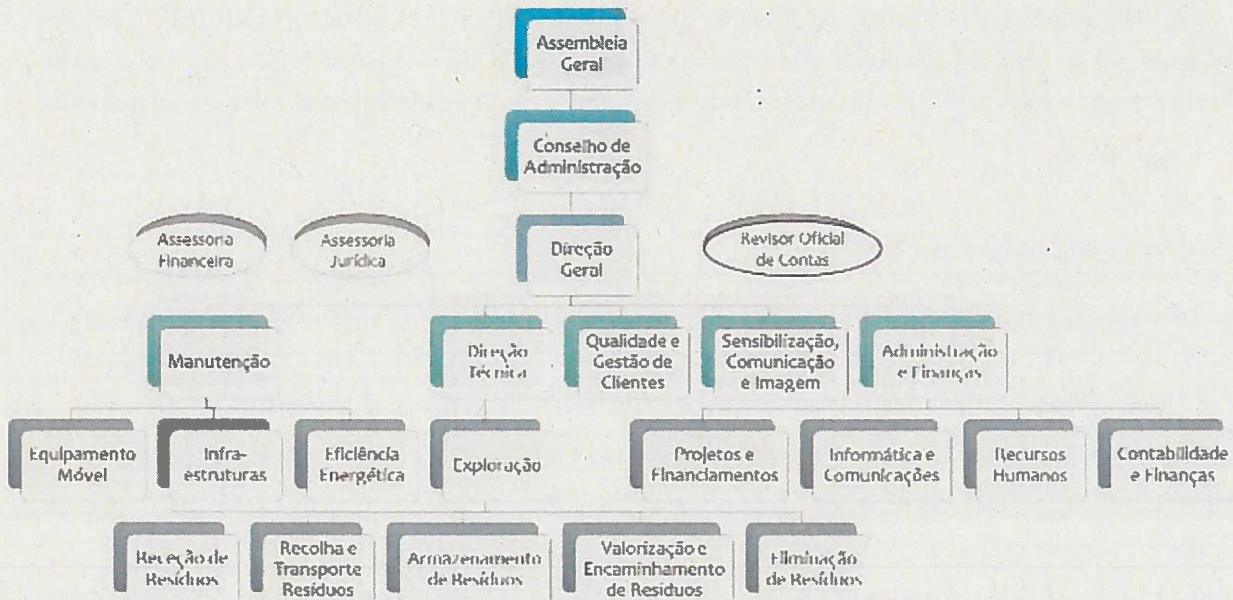 Assembleia
Geral
Conselho de
Administração
Assessoria
Financeira
Assessoria
Jurídica
Direção
Geral
Revisor Oficial
de Contas
Manutenção
Direção
Técnica
Qualidade e
Gestão de
Clientes
Sensibilização,
Comunicação
e Imagem
Administração
e Finanças
Equipamento
Móvel
Infra-
estruturas
Eficiência
Energética
Exploração
Projetos e
Financiamentos
Informática e
Comunicações
Recursos
Humanos
Contabilidade
e Finanças
Receção de
Resíduos
Recolha e
Transporte
Resíduos
Armazenamento
de Resíduos
Valorização e
Encaminhamento
de Resíduos
Eliminação
de Resíduos